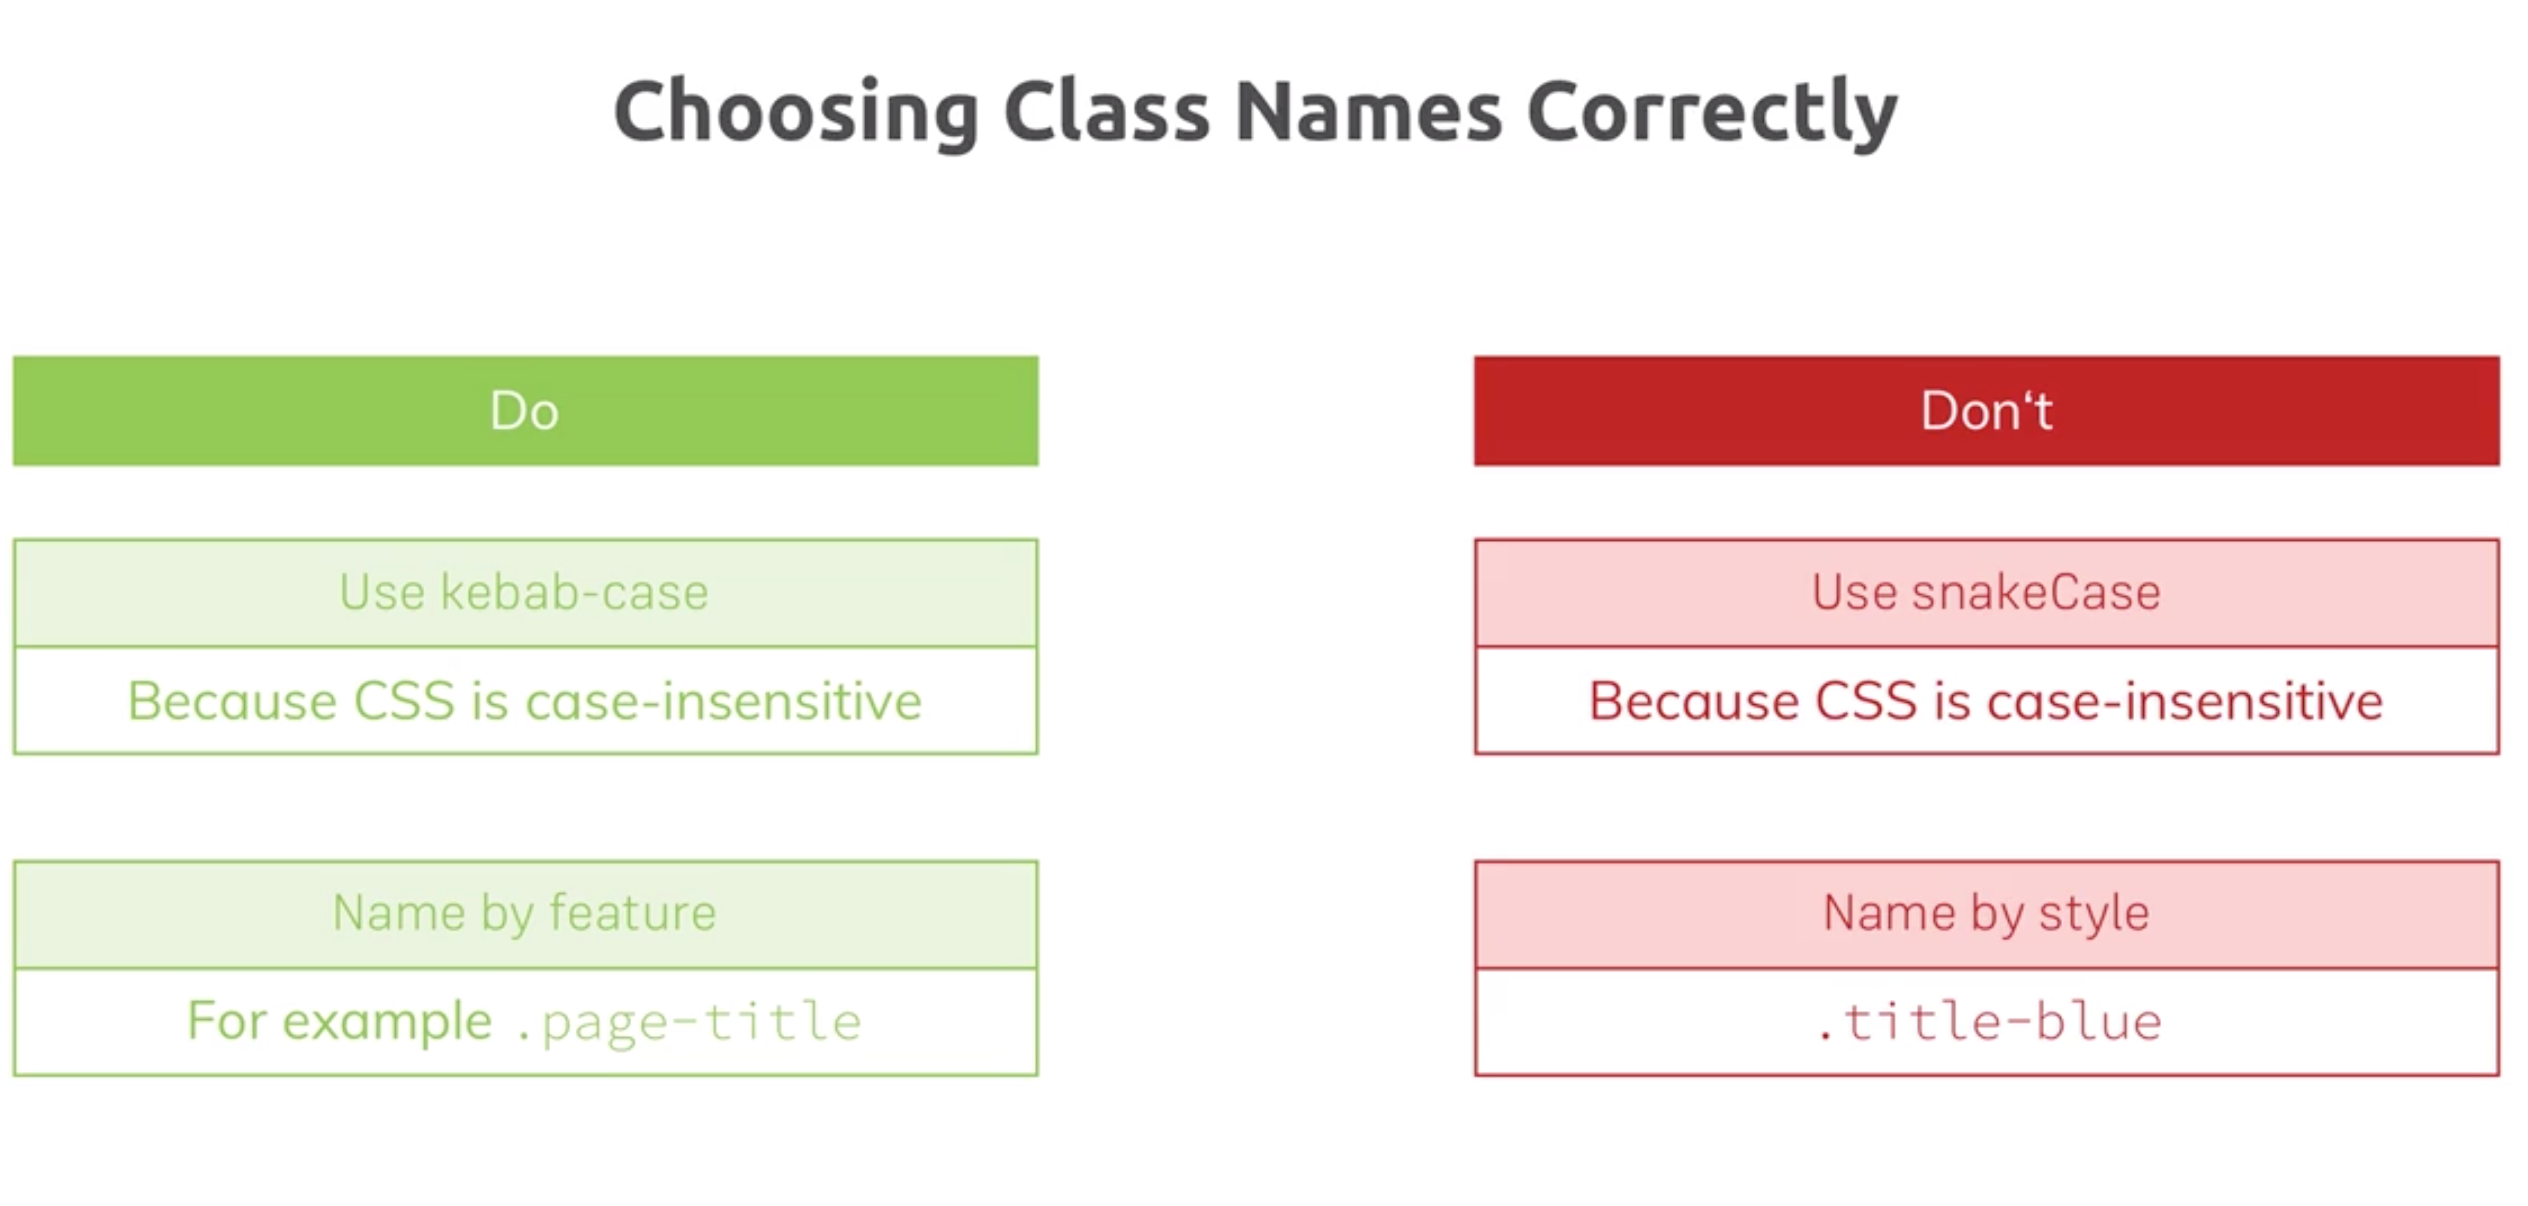 Choosing Class Names Correctly
Do
Use kebab-case
Because CSS is case-insensitive
Name by feature
For example .page-title
Don‘t
Use snakeCase
Because CSS is case-insensitive
Name by style
.title-blue